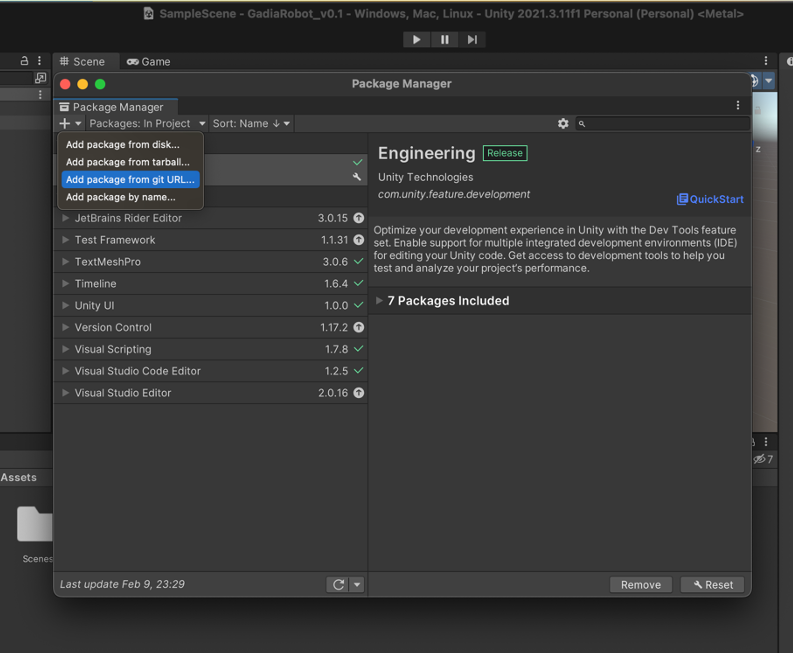 SampleScene - GadiaRobot_v0.1 - Windows, Mac, Linux - Unity 2021.3.11f1 Personal (Personal) <Metal>
Scene
Game
Package Manager
Package Manager
Packages: In Project
Sort: Name ↓
Add package from disk...
Add package from tarball...
Add package from git URL...
Add package by name...
JetBrains Rider Editor 3.0.15
Test Framework 1.1.31
TextMeshPro 3.0.6
Timeline 1.6.4
Unity UI 1.0.0
Version Control 1.17.2
Visual Scripting 1.7.8
Visual Studio Code Editor 1.2.5
Visual Studio Editor 2.0.16
Last update Feb 9, 23:29
Engineering Release
Unity Technologies
com.unity.feature.development
QuickStart
Optimize your development experience in Unity with the Dev Tools feature
set. Enable support for multiple integrated development environments (IDE)
for editing your Unity code. Get access to development tools to help you
test and analyze your project's performance.
7 Packages Included
Remove
Reset
z
7
Assets
Scenes